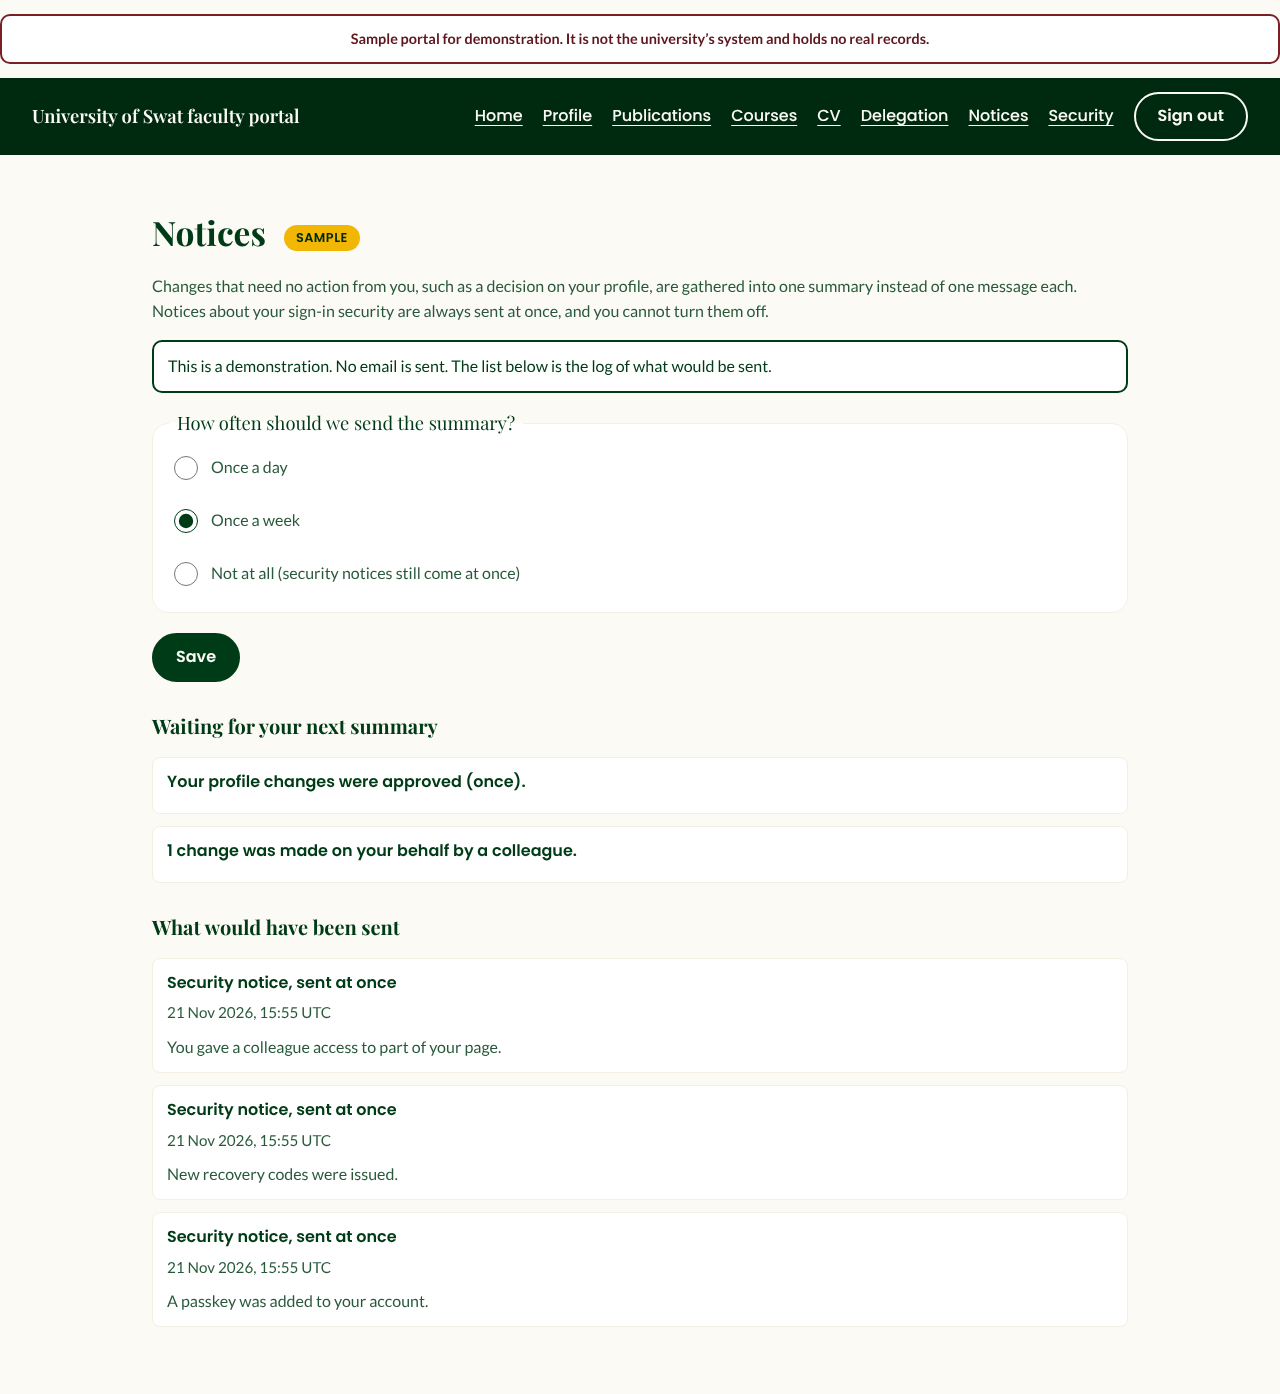 Sample portal for demonstration. It is not the university’s system and holds no real records.
University of Swat faculty portal
Home Profile Publications Courses CV Delegation Notices Security Sign out
Notices SAMPLE
Changes that need no action from you, such as a decision on your profile, are gathered into one summary instead of one message each.
Notices about your sign-in security are always sent at once, and you cannot turn them off.
This is a demonstration. No email is sent. The list below is the log of what would be sent.
How often should we send the summary?
Once a day
Once a week
Not at all (security notices still come at once)
Save
Waiting for your next summary
Your profile changes were approved (once).
1 change was made on your behalf by a colleague.
What would have been sent
Security notice, sent at once
21 Nov 2026, 15:55 UTC
You gave a colleague access to part of your page.
Security notice, sent at once
21 Nov 2026, 15:55 UTC
New recovery codes were issued.
Security notice, sent at once
21 Nov 2026, 15:55 UTC
A passkey was added to your account.